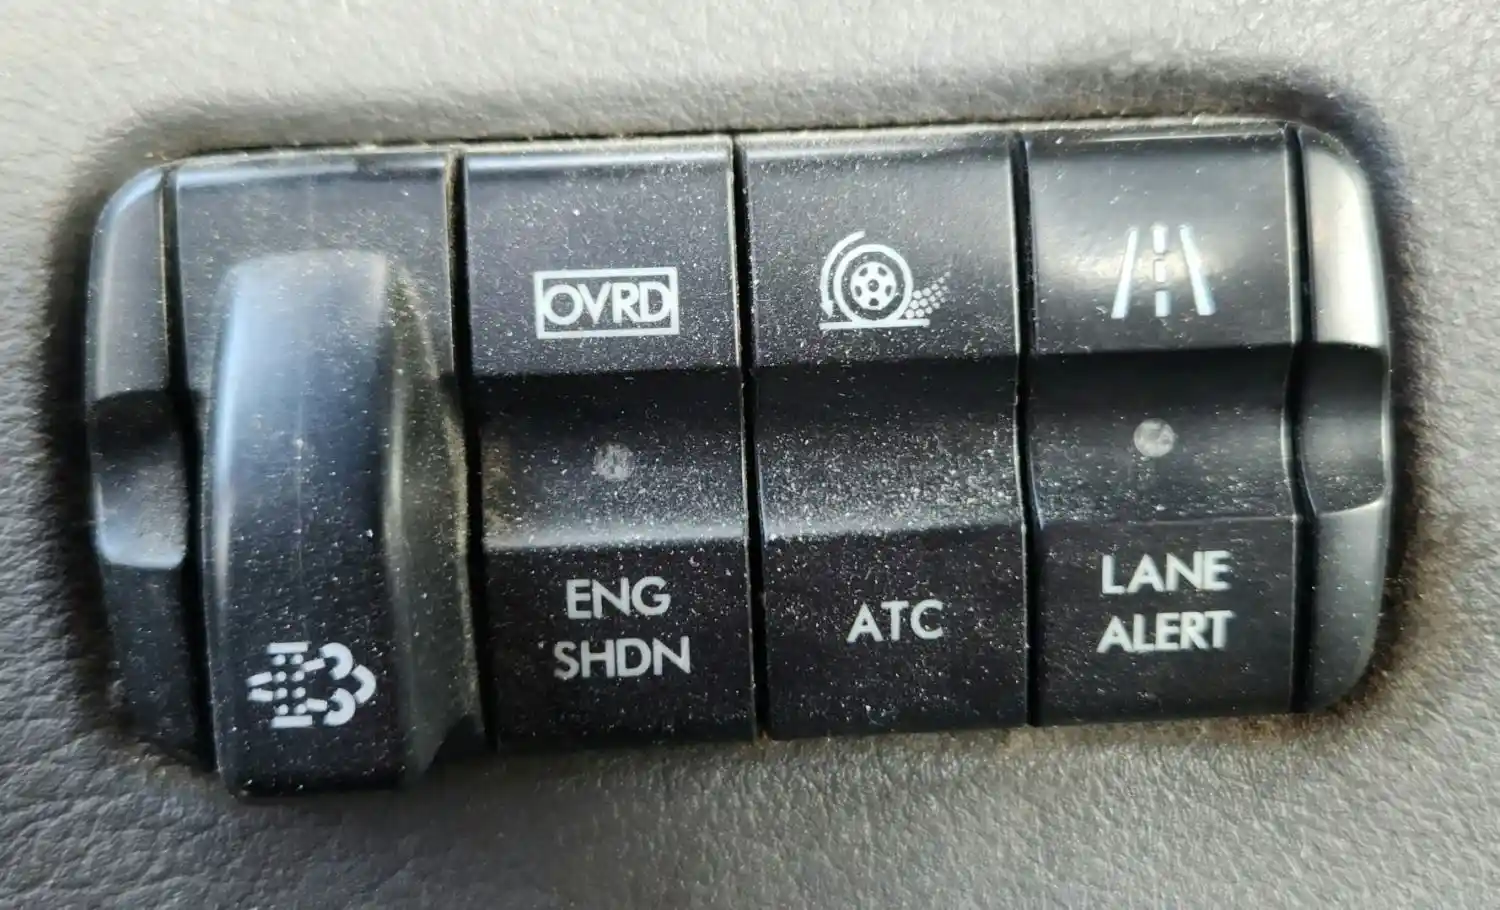 OVRD
ENG
SHDN
ATC
LANE
ALERT